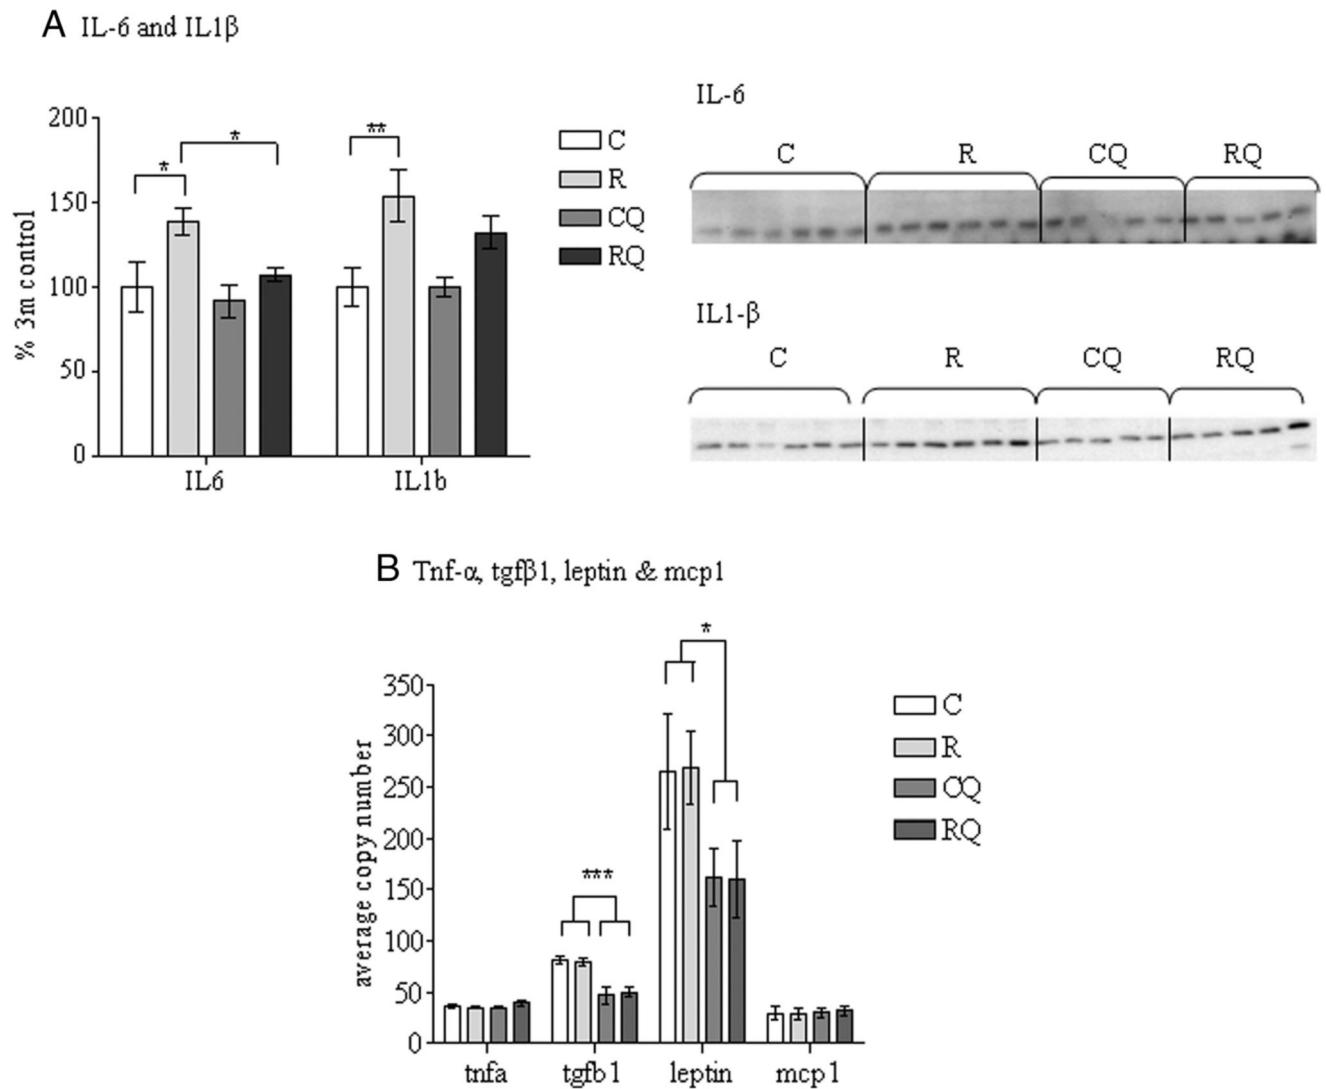 A IL-6 and IL1β
200
150
100
50
0
% 3m control
*
*
**
IL6
IL1b
C
R
CQ
RQ
IL-6
C R CQ RQ
IL1-β
C R CQ RQ
B Tnf-α, tgfβ1, leptin & mcp1
350
300
250
200
150
100
50
0
average copy number
***
*
tnfa
tgfb1
leptin
mcp1
C
R
CQ
RQ